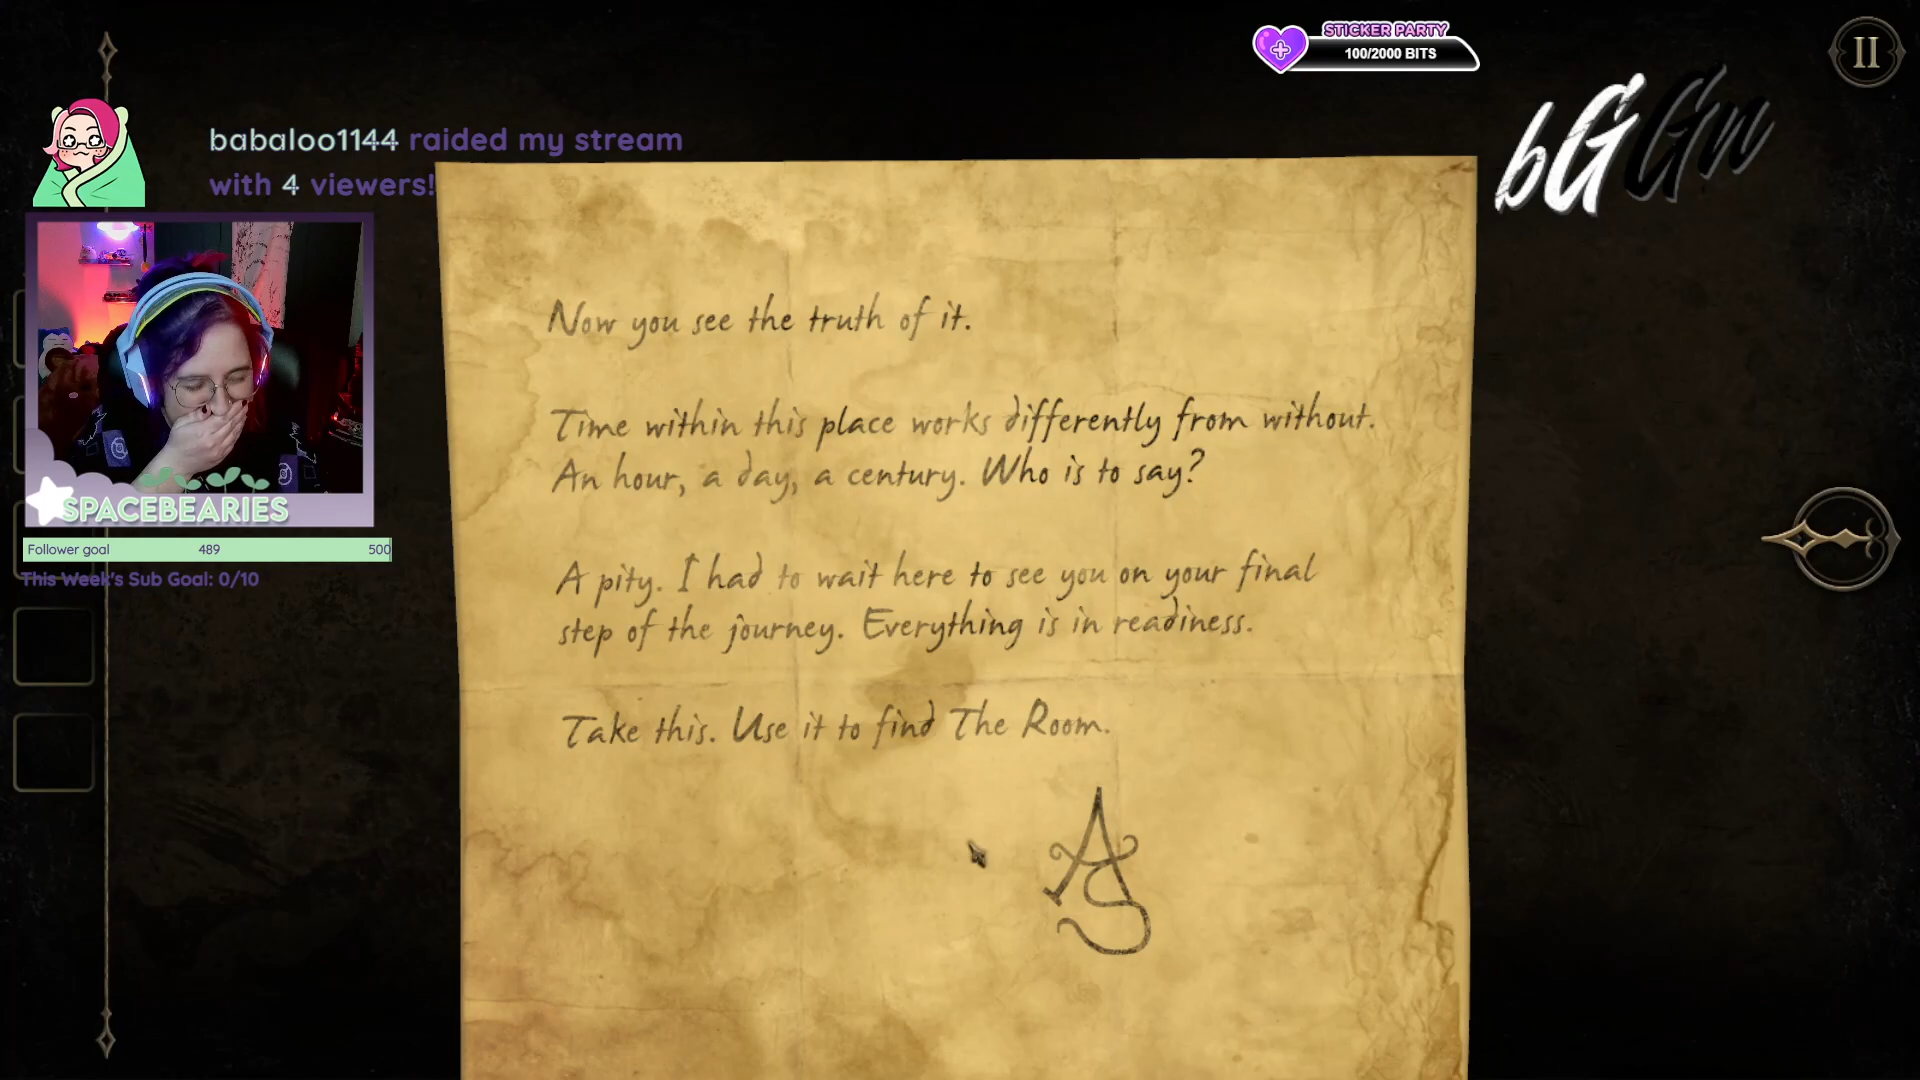 STICKER PARTY
100/2000 BITS
bGGn
babaloo1144 raided my stream
with 4 viewers!
SPACEBEARIES
Follower goal 489 500
This Week's Sub Goal: 0/10
Now you see the truth of it.
Time within this place works differently from without.
An hour, a day, a century. Who is to say?
A pity. I had to wait here to see you on your final
step of the journey. Everything is in readiness.
Take this. Use it to find The Room.
AS